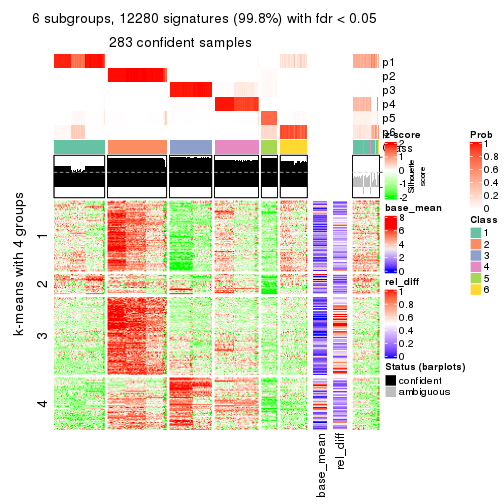 6 subgroups, 12280 signatures (99.8%) with fdr < 0.05
283 confident samples
p1
p2
p3
p4
p5
p6
Class
k-means with 4 groups
1
2
3
4
base_mean
rel_diff
Silhouette
score
z-score
2
1
0
-1
-2
base_mean
8
6
4
2
0
rel_diff
1
0.8
0.6
0.4
0.2
0
Status (barplots)
confident
ambiguous
Prob
1
0.8
0.6
0.4
0.2
0
Class
1
2
3
4
5
6